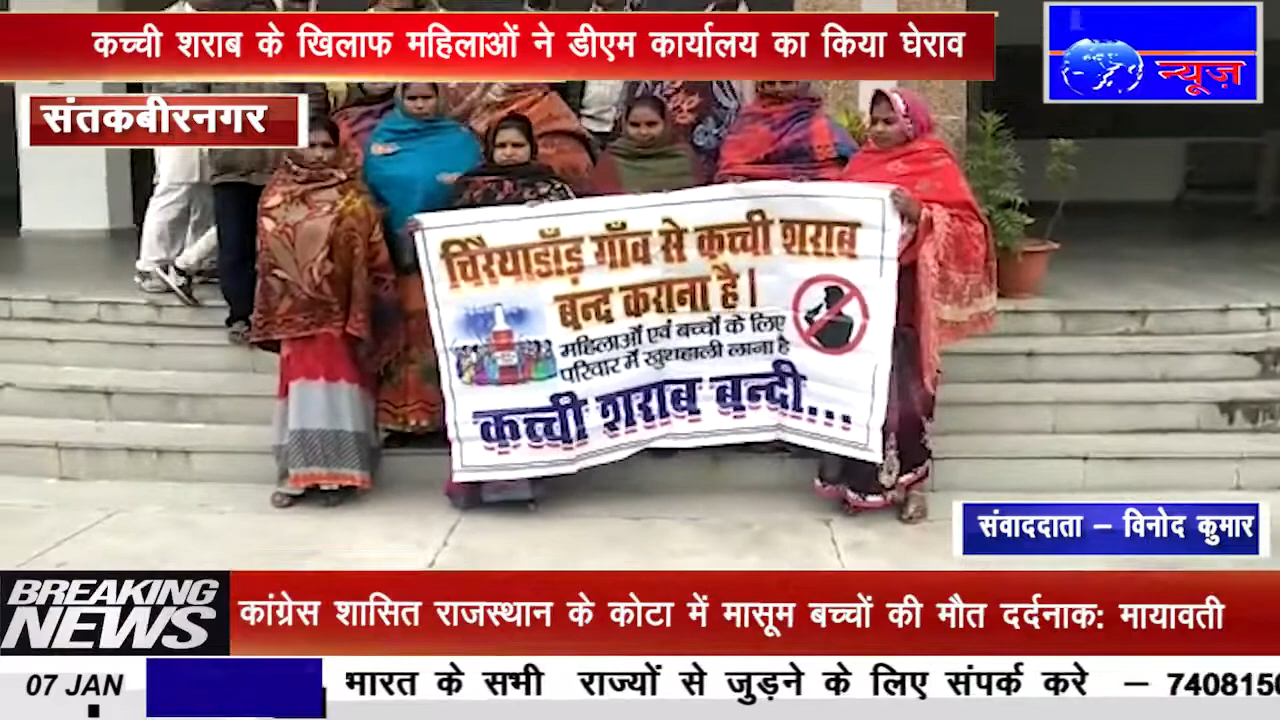 कच्ची शराब के खिलाफ महिलाओं ने डीएम कार्यालय का किया घेराव
न्यूज़
संतकबीरनगर
चिरैयाडाँड़ गाँव से कच्ची शराब
बन्द कराना है।
महिलाओं एवं बच्चों के लिए
परिवार में खुशहाली लाना है
कच्ची शराब बन्दी...
संवाददाता – विनोद कुमार
BREAKING
NEWS
कांग्रेस शासित राजस्थान के कोटा में मासूम बच्चों की मौत दर्दनाक: मायावती
07 JAN
भारत के सभी राज्यों से जुड़ने के लिए संपर्क करे – 7408150